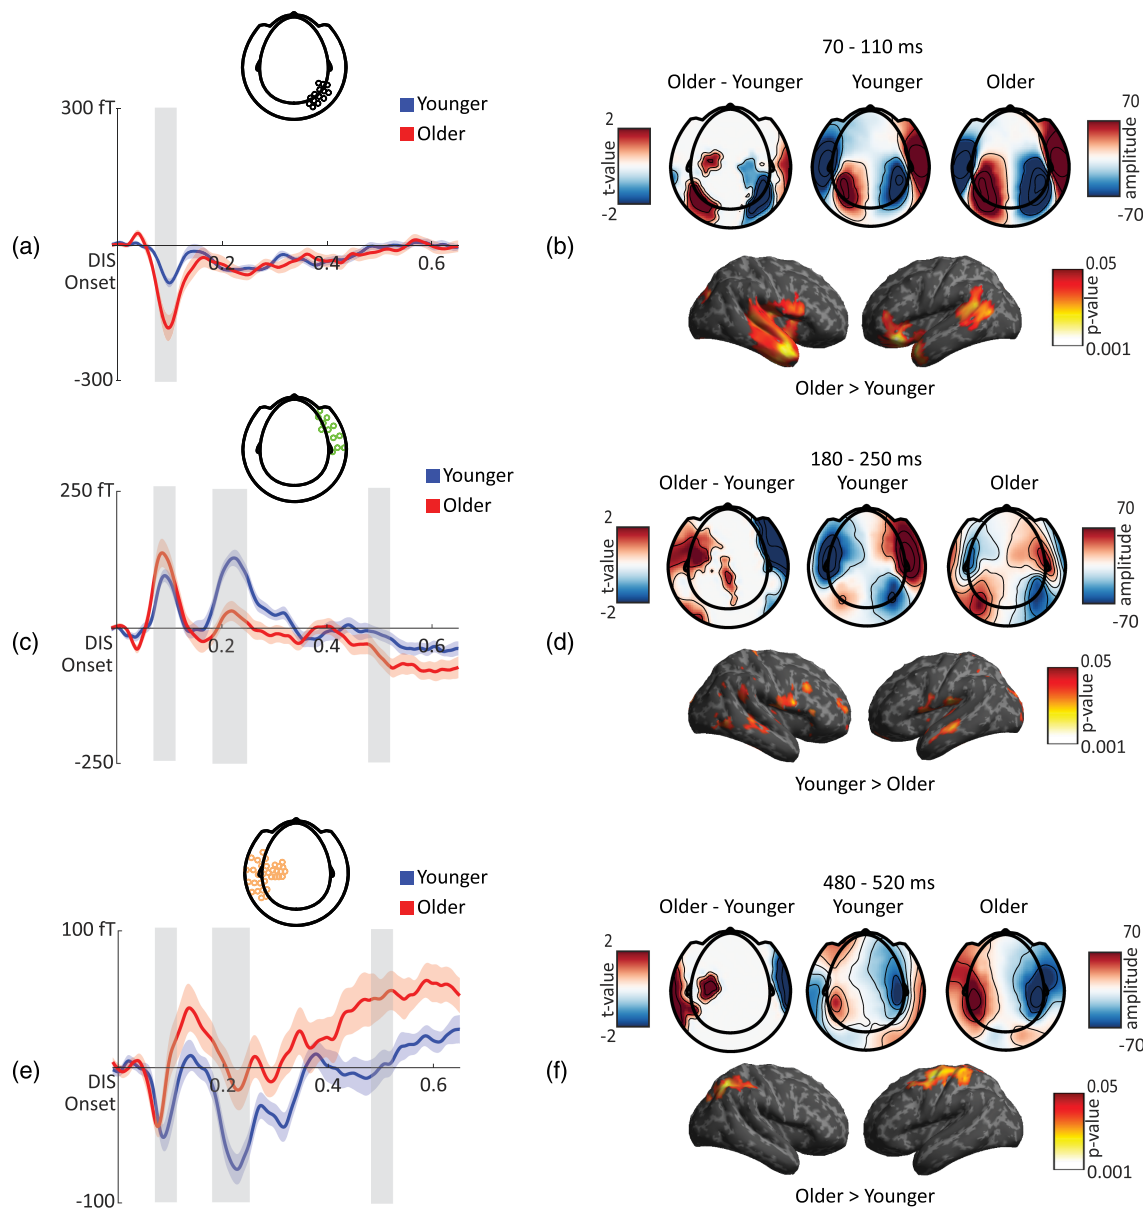 300 fT
Younger
Older
(a)
DIS
Onset
0.2
0.4
0.6
-300
70 - 110 ms
Older - Younger
Younger
Older
2
t-value
-2
70
amplitude
-70
(b)
0.05
p-value
0.001
Older > Younger
250 fT
Younger
Older
(c)
DIS
Onset
0.2
0.4
0.6
-250
180 - 250 ms
Older - Younger
Younger
Older
2
t-value
-2
70
amplitude
-70
(d)
0.05
p-value
0.001
Younger > Older
100 fT
Younger
Older
(e)
DIS
Onset
0.2
0.4
0.6
-100
480 - 520 ms
Older - Younger
Younger
Older
2
t-value
-2
70
amplitude
-70
(f)
0.05
p-value
0.001
Older > Younger